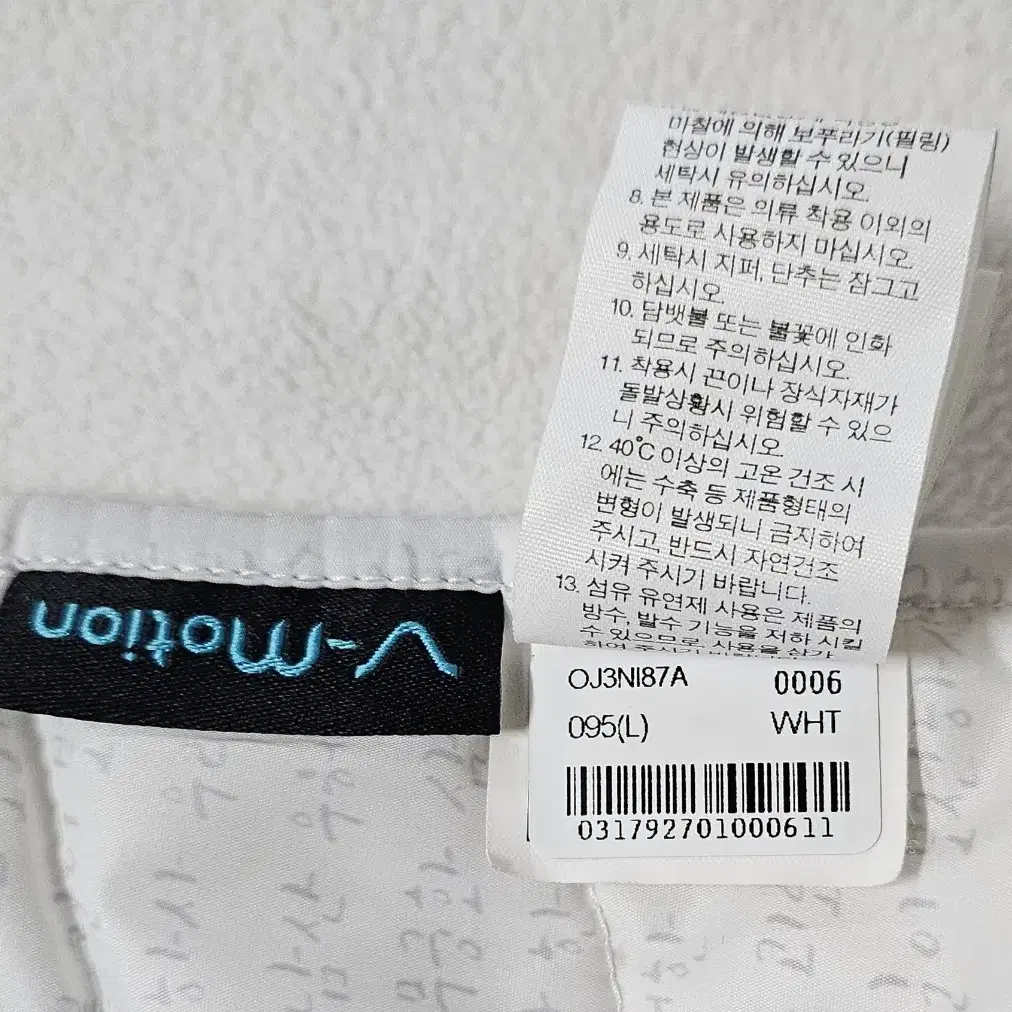 마찰에 의해 보푸라기(필링)
현상이 발생할 수 있으니
세탁시 유의하십시오.
8. 본 제품은 의류 착용 이외의
용도로 사용하지 마십시오.
9. 세탁시 지퍼, 단추는 잠그고
하십시오.
10. 담뱃불 또는 불꽃에 인화
되므로 주의하십시오.
11. 착용시 끈이나 장식자재가
돌발상황시 위험할 수 있으
니 주의하십시오.
12. 40℃ 이상의 고온 건조 시
에는 수축 등 제품형태의
변형이 발생되니 금지하여
주시고, 반드시 자연건조
시켜 주시기 바랍니다.
13. 섬유 유연제 사용은 제품의
방수, 발수 기능을 저하 시킬
수 있으므로, 사용을 삼가
V-Motion
OJ3NI87A 0006
095(L) WHT
031792701000611